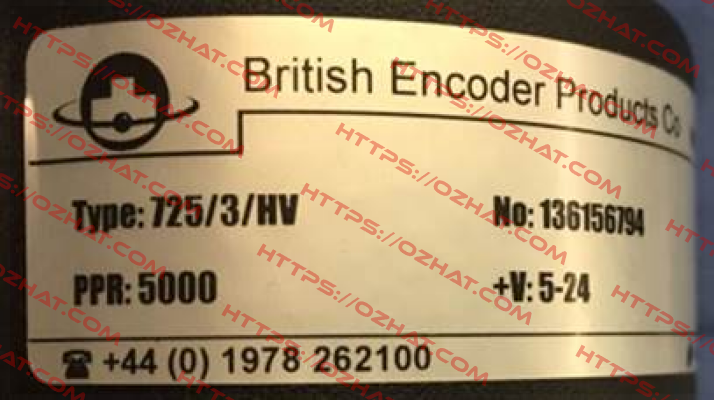 British Encoder Products Co
Type: 725/3/HV No: 136156794
PPR: 5000 +V: 5-24
☎ +44 (0) 1978 262100
HTTPS://OZHAT.COM